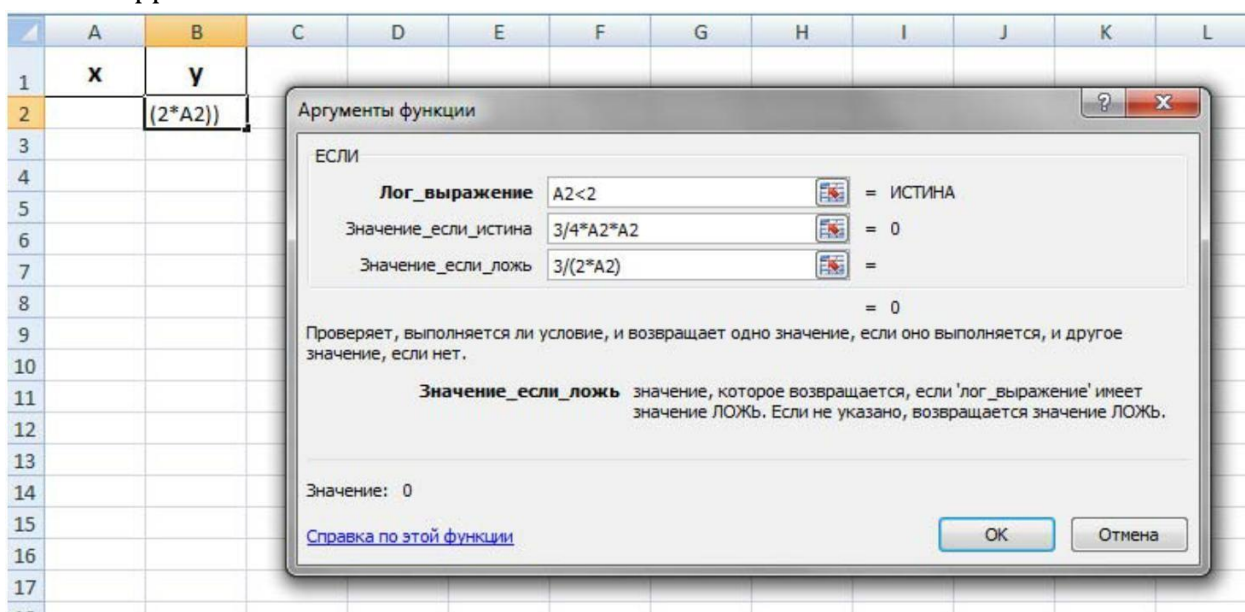 A B C D E F G H I J K L
1 x y
2 (2*A2))
3
4
5
6
7
8
9
10
11
12
13
14
15
16
17
Аргументы функции
ЕСЛИ
Лог_выражение A2<2 = ИСТИНА
Значение_если_истина 3/4*A2*A2 = 0
Значение_если_ложь 3/(2*A2) =
= 0
Проверяет, выполняется ли условие, и возвращает одно значение, если оно выполняется, и другое
значение, если нет.
Значение_если_ложь значение, которое возвращается, если 'лог_выражение' имеет
значение ЛОЖЬ. Если не указано, возвращается значение ЛОЖЬ.
Значение: 0
Справка по этой функции
OK Отмена